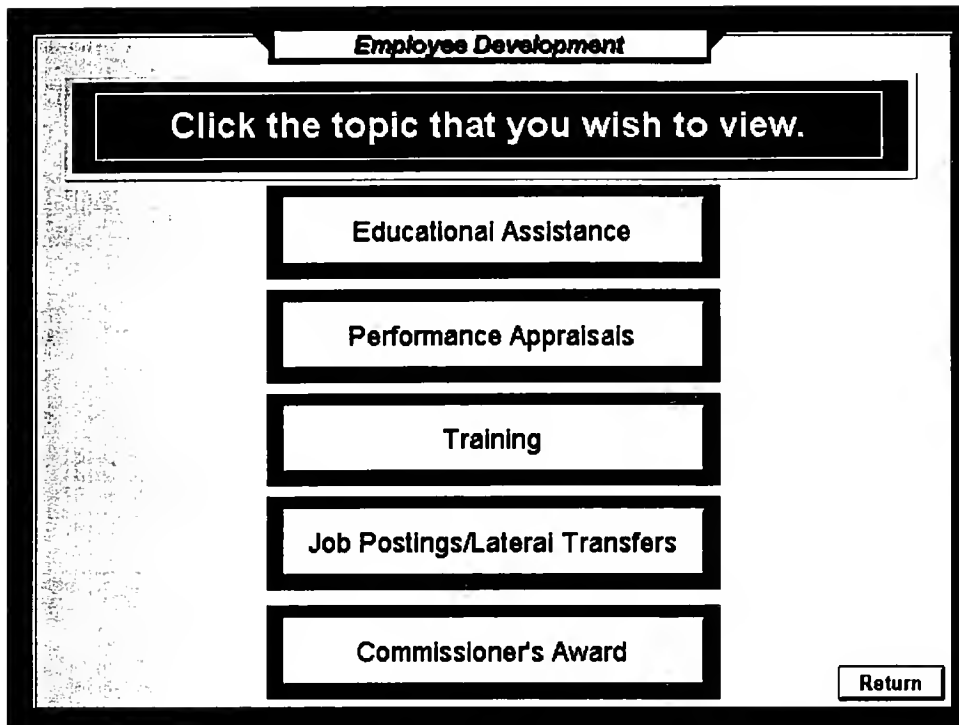 Employee Development
Click the topic that you wish to view.
Educational Assistance
Performance Appraisals
Training
Job Postings/Lateral Transfers
Commissioner's Award
Return